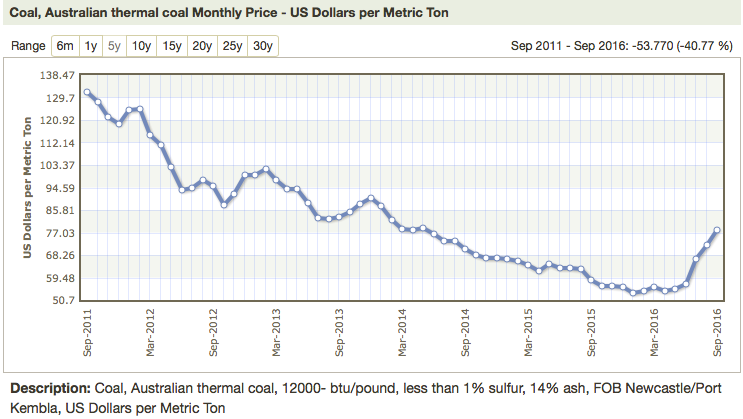 Coal, Australian thermal coal Monthly Price - US Dollars per Metric Ton
Range 6m 1y 5y 10y 15y 20y 25y 30y Sep 2011 - Sep 2016: -53.770 (-40.77 %)
US Dollars per Metric Ton
138.47
129.7
120.92
112.14
103.37
94.59
85.81
77.03
68.26
59.48
50.7
Sep-2011 Mar-2012 Sep-2012 Mar-2013 Sep-2013 Mar-2014 Sep-2014 Mar-2015 Sep-2015 Mar-2016 Sep-2016
Description: Coal, Australian thermal coal, 12000- btu/pound, less than 1% sulfur, 14% ash, FOB Newcastle/Port
Kembla, US Dollars per Metric Ton